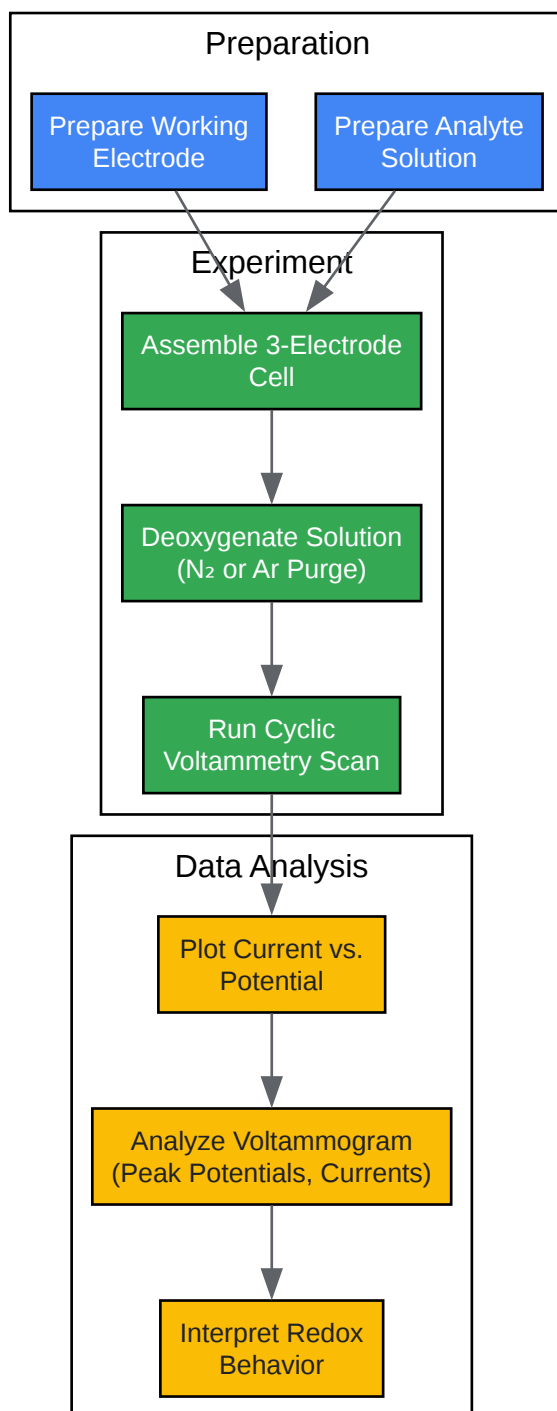 Preparation
Prepare Working
Electrode
Prepare Analyte
Solution
Experiment
Assemble 3-Electrode
Cell
Deoxygenate Solution
(N₂ or Ar Purge)
Run Cyclic
Voltammetry Scan
Data Analysis
Plot Current vs.
Potential
Analyze Voltammogram
(Peak Potentials, Currents)
Interpret Redox
Behavior